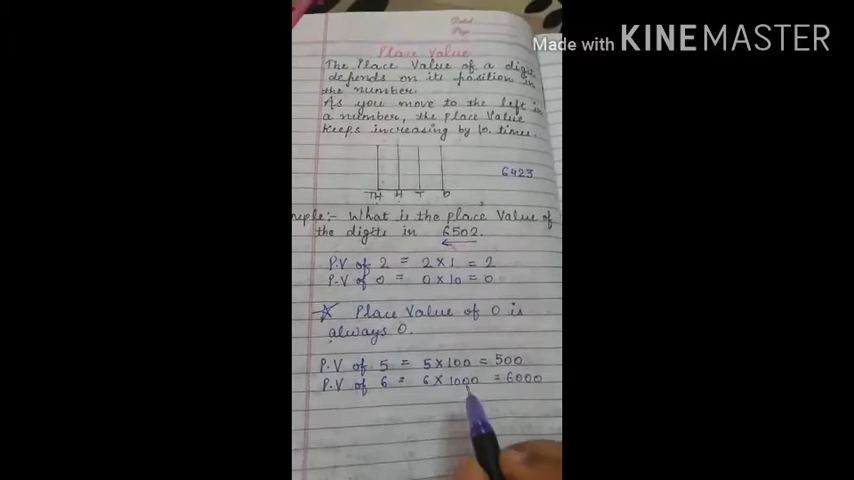 Made with KINEMASTER
Date
Page
Place Value
The Place Value of a digit
depends on its position in
the number.
As you move to the left in
a number, the place Value
keeps increasing by 10 times.
6423
TH H T O
mple:- What is the place Value of
the digits in 6502.
P.V of 2 = 2×1 = 2
P.V of 0 = 0×10 = 0
☆ Place Value of 0 is
always 0.
P.V of 5 = 5×100 = 500
P.V of 6 = 6×1000 = 6000